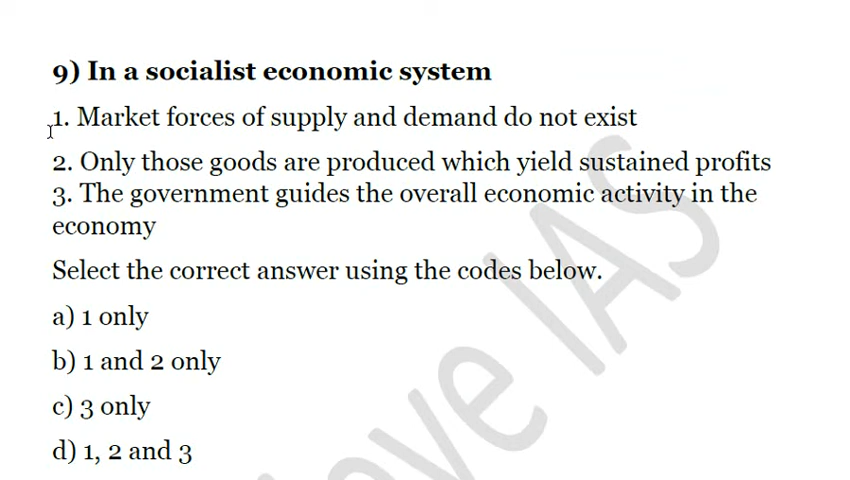 9) In a socialist economic system
1. Market forces of supply and demand do not exist
2. Only those goods are produced which yield sustained profits
3. The government guides the overall economic activity in the
economy
Select the correct answer using the codes below.
a) 1 only
b) 1 and 2 only
c) 3 only
d) 1, 2 and 3
ove IAS